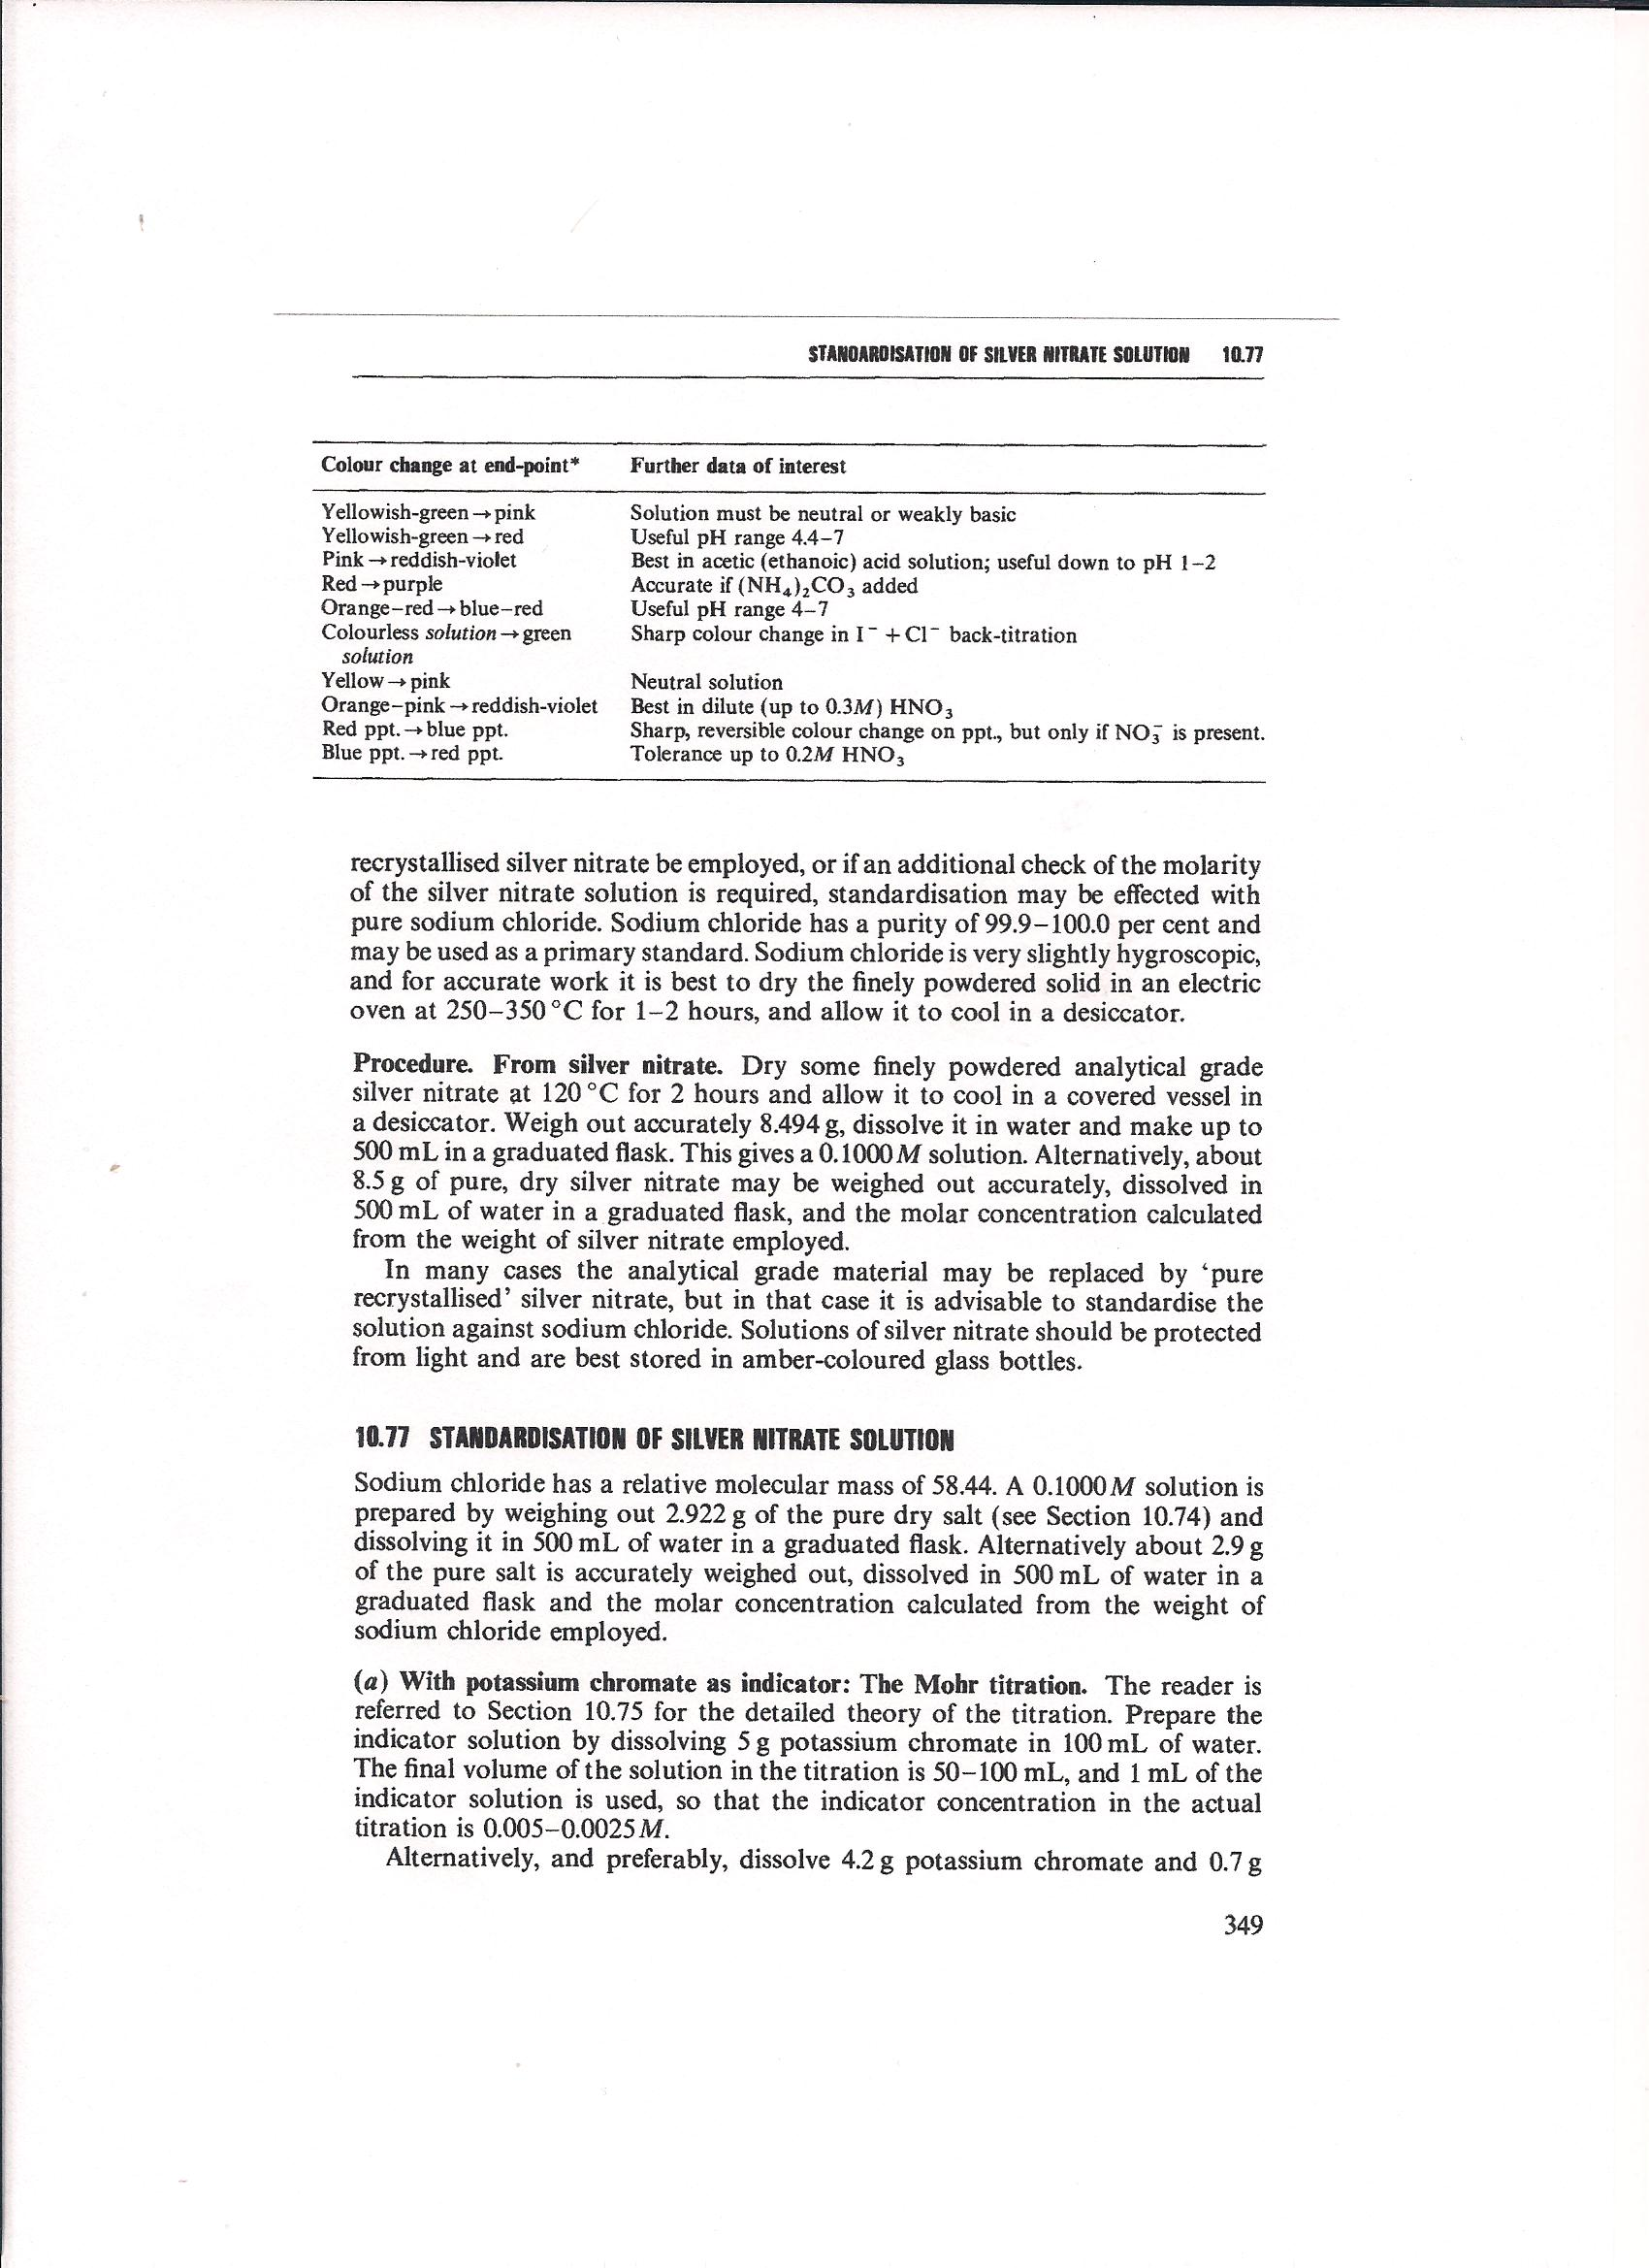 STANDARDISATION OF SILVER NITRATE SOLUTION 10.77
Colour change at end-point* Further data of interest
Yellowish-green → pink Solution must be neutral or weakly basic
Yellowish-green → red Useful pH range 4.4–7
Pink → reddish-violet Best in acetic (ethanoic) acid solution; useful down to pH 1–2
Red → purple Accurate if (NH₄)₂CO₃ added
Orange–red → blue–red Useful pH range 4–7
Colourless solution → green Sharp colour change in I⁻ + Cl⁻ back-titration
solution
Yellow → pink Neutral solution
Orange–pink → reddish-violet Best in dilute (up to 0.3M) HNO₃
Red ppt. → blue ppt. Sharp, reversible colour change on ppt., but only if NO₃⁻ is present.
Blue ppt. → red ppt. Tolerance up to 0.2M HNO₃
recrystallised silver nitrate be employed, or if an additional check of the molarity
of the silver nitrate solution is required, standardisation may be effected with
pure sodium chloride. Sodium chloride has a purity of 99.9–100.0 per cent and
may be used as a primary standard. Sodium chloride is very slightly hygroscopic,
and for accurate work it is best to dry the finely powdered solid in an electric
oven at 250–350 °C for 1–2 hours, and allow it to cool in a desiccator.
Procedure. From silver nitrate. Dry some finely powdered analytical grade
silver nitrate at 120 °C for 2 hours and allow it to cool in a covered vessel in
a desiccator. Weigh out accurately 8.494 g, dissolve it in water and make up to
500 mL in a graduated flask. This gives a 0.1000 M solution. Alternatively, about
8.5 g of pure, dry silver nitrate may be weighed out accurately, dissolved in
500 mL of water in a graduated flask, and the molar concentration calculated
from the weight of silver nitrate employed.
In many cases the analytical grade material may be replaced by ‘pure
recrystallised’ silver nitrate, but in that case it is advisable to standardise the
solution against sodium chloride. Solutions of silver nitrate should be protected
from light and are best stored in amber-coloured glass bottles.
10.77 STANDARDISATION OF SILVER NITRATE SOLUTION
Sodium chloride has a relative molecular mass of 58.44. A 0.1000 M solution is
prepared by weighing out 2.922 g of the pure dry salt (see Section 10.74) and
dissolving it in 500 mL of water in a graduated flask. Alternatively about 2.9 g
of the pure salt is accurately weighed out, dissolved in 500 mL of water in a
graduated flask and the molar concentration calculated from the weight of
sodium chloride employed.
(a) With potassium chromate as indicator: The Mohr titration. The reader is
referred to Section 10.75 for the detailed theory of the titration. Prepare the
indicator solution by dissolving 5 g potassium chromate in 100 mL of water.
The final volume of the solution in the titration is 50–100 mL, and 1 mL of the
indicator solution is used, so that the indicator concentration in the actual
titration is 0.005–0.0025 M.
Alternatively, and preferably, dissolve 4.2 g potassium chromate and 0.7 g
349